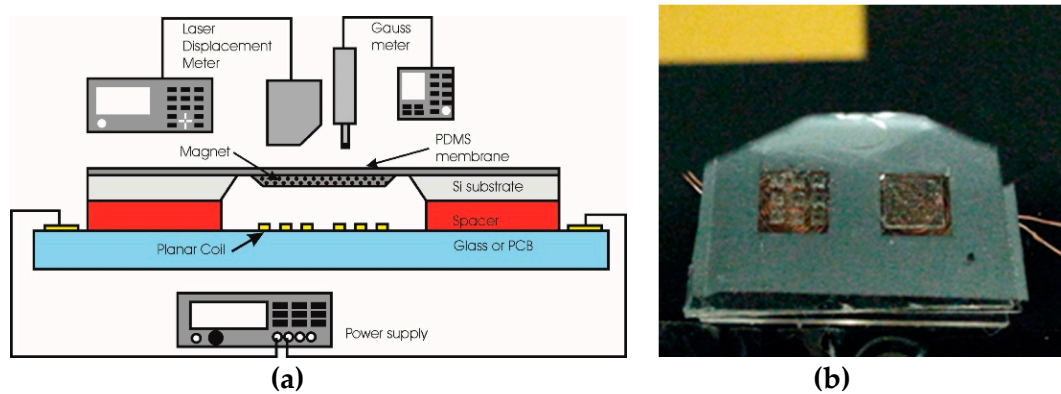 Laser
Displacement
Meter
Gauss
meter
Magnet
PDMS
membrane
Si substrate
Spacer
Planar Coil
Glass or PCB
Power supply
(a)
(b)